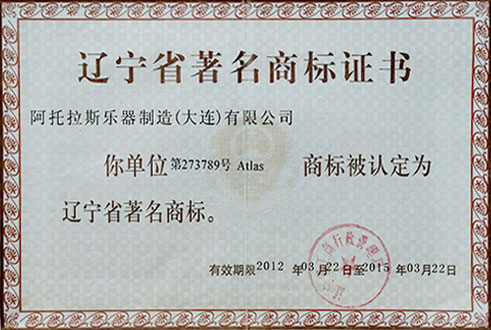 辽宁省著名商标证书
阿托拉斯乐器制造(大连)有限公司
你单位第273789号 Atlas 商标被认定为
辽宁省著名商标。
有效期限2012 年03月22日至2015年03月22日